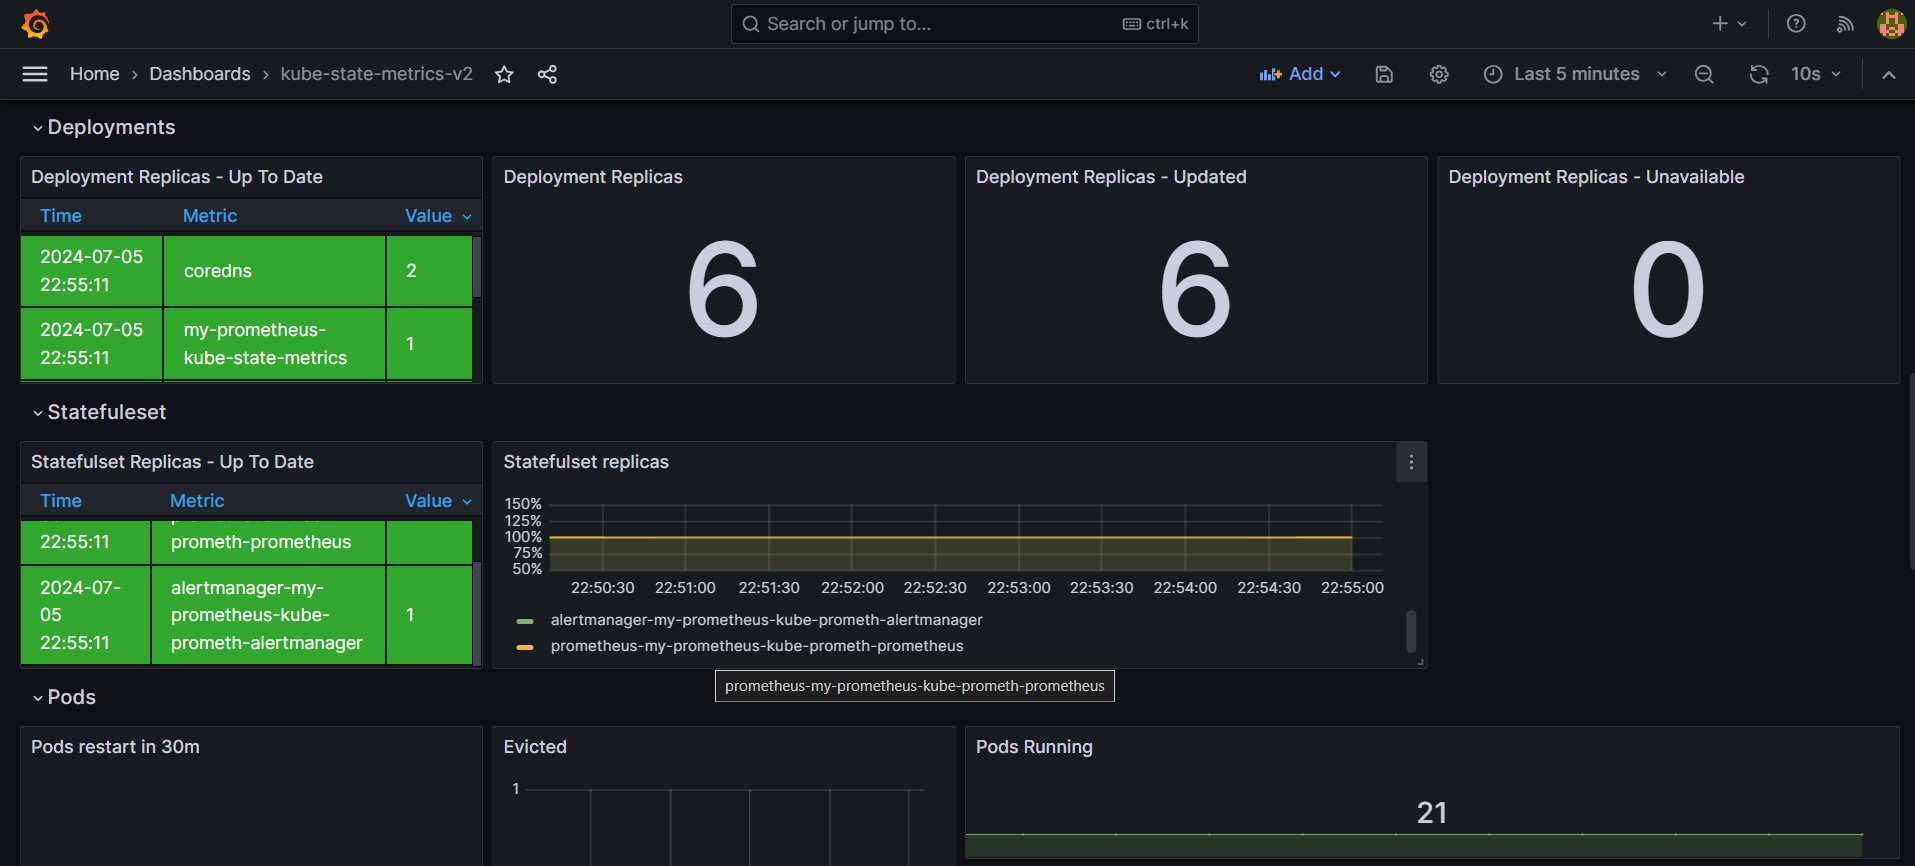 Search or jump to...
ctrl+k
Home
Dashboards
kube-state-metrics-v2
Add
Last 5 minutes
10s
Deployments
Deployment Replicas - Up To Date
Time
Metric
Value
2024-07-05
22:55:11
coredns
2
2024-07-05
22:55:11
my-prometheus-
kube-state-metrics
1
Deployment Replicas
6
Deployment Replicas - Updated
6
Deployment Replicas - Unavailable
0
Statefuleset
Statefulset Replicas - Up To Date
Time
Metric
Value
22:55:11
prometh-prometheus
2024-07-
05
22:55:11
alertmanager-my-
prometheus-kube-
prometh-alertmanager
1
Statefulset replicas
150%
125%
100%
75%
50%
22:50:30
22:51:00
22:51:30
22:52:00
22:52:30
22:53:00
22:53:30
22:54:00
22:54:30
22:55:00
alertmanager-my-prometheus-kube-prometh-alertmanager
prometheus-my-prometheus-kube-prometh-prometheus
prometheus-my-prometheus-kube-prometh-prometheus
Pods
Pods restart in 30m
Evicted
1
Pods Running
21